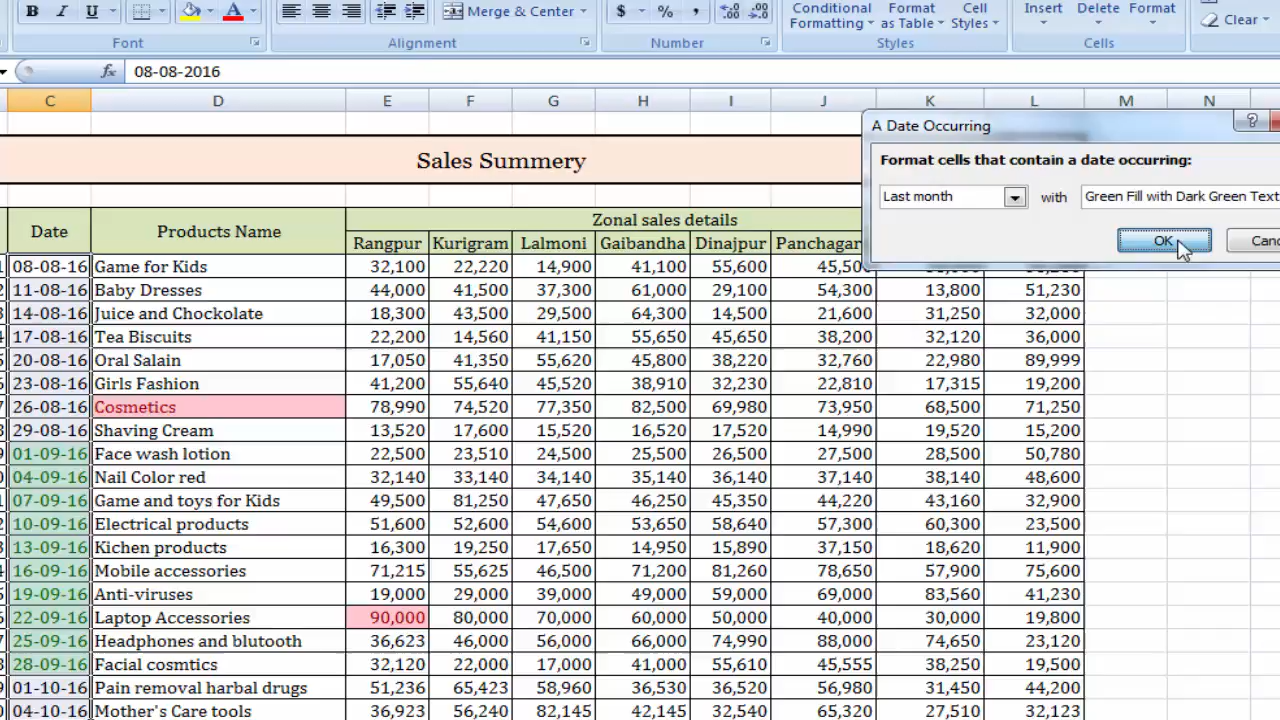 B I U Merge & Center $ % , Conditional Format Cell Insert Delete Format
Formatting as Table Styles Clear
Font Alignment Number Styles Cells
fx 08-08-2016
C D E F G H I J K L M N
A Date Occurring
Format cells that contain a date occurring:
Last month with Green Fill with Dark Green Text
OK
Sales Summery
Date Products Name Zonal sales details
Rangpur Kurigram Lalmoni Gaibandha Dinajpur Panchagar
08-08-16 Game for Kids 32,100 22,220 14,900 41,100 55,600
11-08-16 Baby Dresses 44,000 41,500 37,300 61,000 29,100 54,300 13,800 51,230
14-08-16 Juice and Chockolate 18,300 43,500 29,500 64,300 14,500 21,600 31,250 32,000
17-08-16 Tea Biscuits 22,200 14,560 41,150 55,650 45,650 38,200 32,120 36,000
20-08-16 Oral Salain 17,050 41,350 55,620 45,800 38,220 32,760 22,980 89,999
23-08-16 Girls Fashion 41,200 55,640 45,520 38,910 32,230 22,810 17,315 19,200
26-08-16 Cosmetics 78,990 74,520 77,350 82,500 69,980 73,950 68,500 71,250
29-08-16 Shaving Cream 13,520 17,600 15,520 16,520 17,520 14,990 19,520 15,200
01-09-16 Face wash lotion 22,500 23,510 24,500 25,500 26,500 27,500 28,500 50,780
04-09-16 Nail Color red 32,140 33,140 34,140 35,140 36,140 37,140 38,140 48,600
07-09-16 Game and toys for Kids 49,500 81,250 47,650 46,250 45,350 44,220 43,160 32,900
10-09-16 Electrical products 51,600 52,600 54,600 53,650 58,640 57,300 60,300 23,500
13-09-16 Kichen products 16,300 19,250 17,650 14,950 15,890 37,150 18,620 11,900
16-09-16 Mobile accessories 71,215 55,625 46,500 71,200 81,260 78,650 57,900 75,600
19-09-16 Anti-viruses 19,000 29,000 39,000 49,000 59,000 69,000 83,560 41,230
22-09-16 Laptop Accessories 90,000 80,000 70,000 60,000 50,000 40,000 30,000 19,800
25-09-16 Headphones and blutooth 36,623 46,000 56,000 66,000 74,990 88,000 74,650 23,120
28-09-16 Facial cosmtics 32,120 22,000 17,000 41,000 55,610 45,555 38,250 19,500
01-10-16 Pain removal harbal drugs 51,236 65,423 58,960 36,530 36,520 56,980 31,450 44,200
04-10-16 Mother's Care tools 36,923 56,240 82,145 42,145 32,540 65,320 27,510 32,123